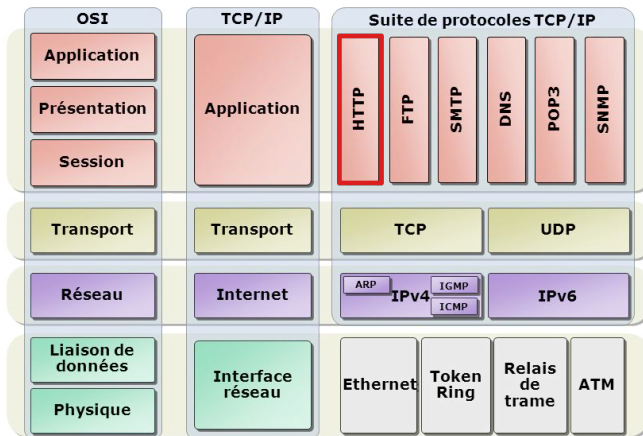 OSI
TCP/IP
Suite de protocoles TCP/IP
Application
Présentation
Session
Application
HTTP
FTP
SMTP
DNS
POP3
SNMP
Transport
Transport
TCP
UDP
Réseau
Internet
ARP
IPv4
IGMP
ICMP
IPv6
Liaison de
données
Physique
Interface
réseau
Ethernet
Token
Ring
Relais
de
trame
ATM